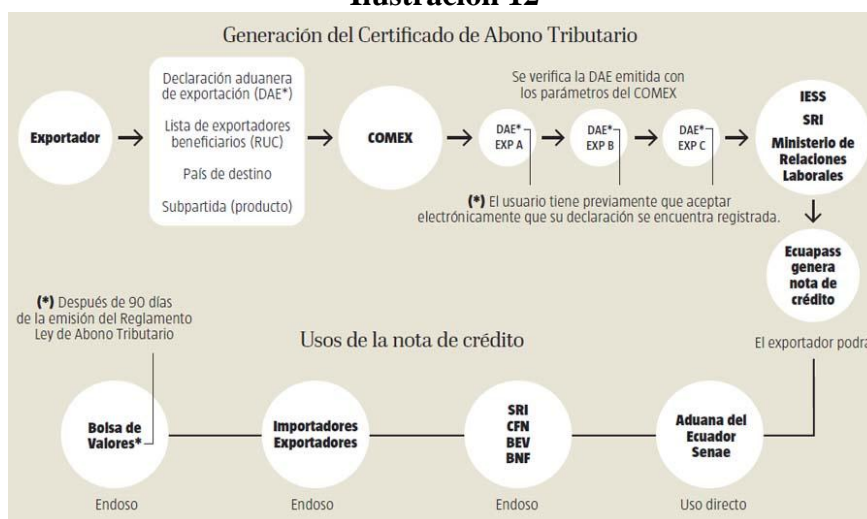 Ilustración 12
Generación del Certificado de Abono Tributario
Exportador
Declaración aduanera
de exportación (DAE*)
Lista de exportadores
beneficiarios (RUC)
País de destino
Subpartida (producto)
COMEX
Se verifica la DAE emitida con
los parámetros del COMEX
DAE*
EXP A
DAE*
EXP B
DAE*
EXP C
(*) El usuario tiene previamente que aceptar
electrónicamente que su declaración se encuentra registrada.
IESS
SRI
Ministerio de
Relaciones
Laborales
Ecuapass
genera
nota de
crédito
El exportador podrá
(*) Después de 90 días
de la emisión del Reglamento
Ley de Abono Tributario
Usos de la nota de crédito
Bolsa de
Valores*
Endoso
Importadores
Exportadores
Endoso
SRI
CFN
BEV
BNF
Endoso
Aduana del
Ecuador
Senae
Uso directo